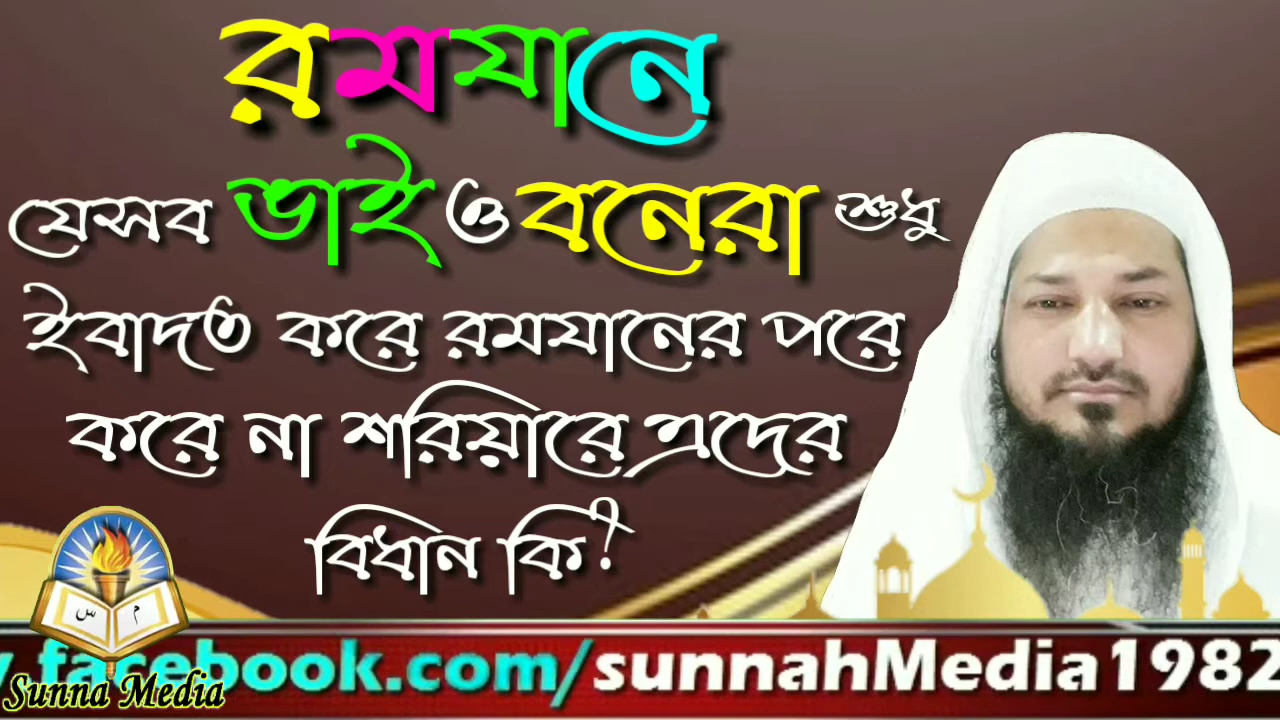 রমযানে
যেসব ভাই ও বনেরা শুধু
ইবাদত করে রমযানের পরে
করে না শরিয়ারে এদের
বিধান কি?
س م
.facebook.com/sunnahMedia1982
Sunna Media